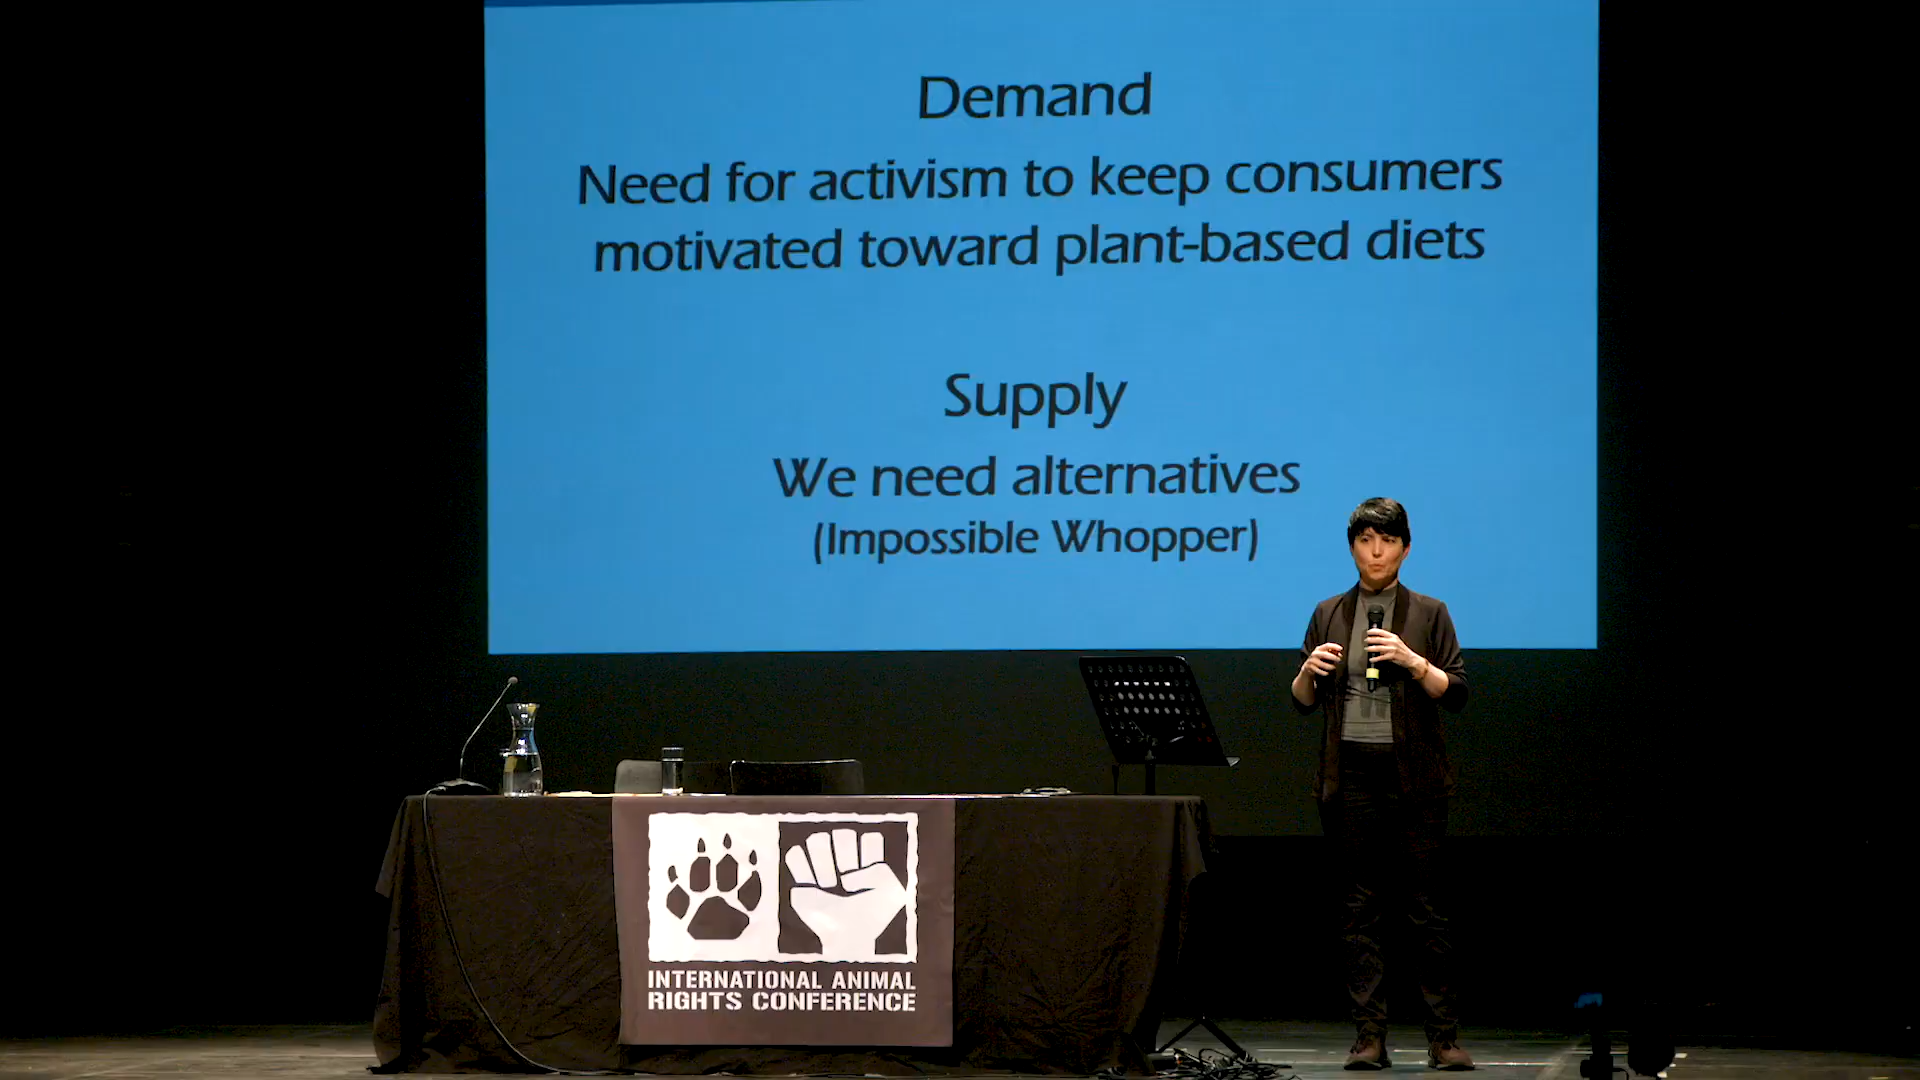 Demand
Need for activism to keep consumers
motivated toward plant-based diets
Supply
We need alternatives
(Impossible Whopper)
INTERNATIONAL ANIMAL
RIGHTS CONFERENCE